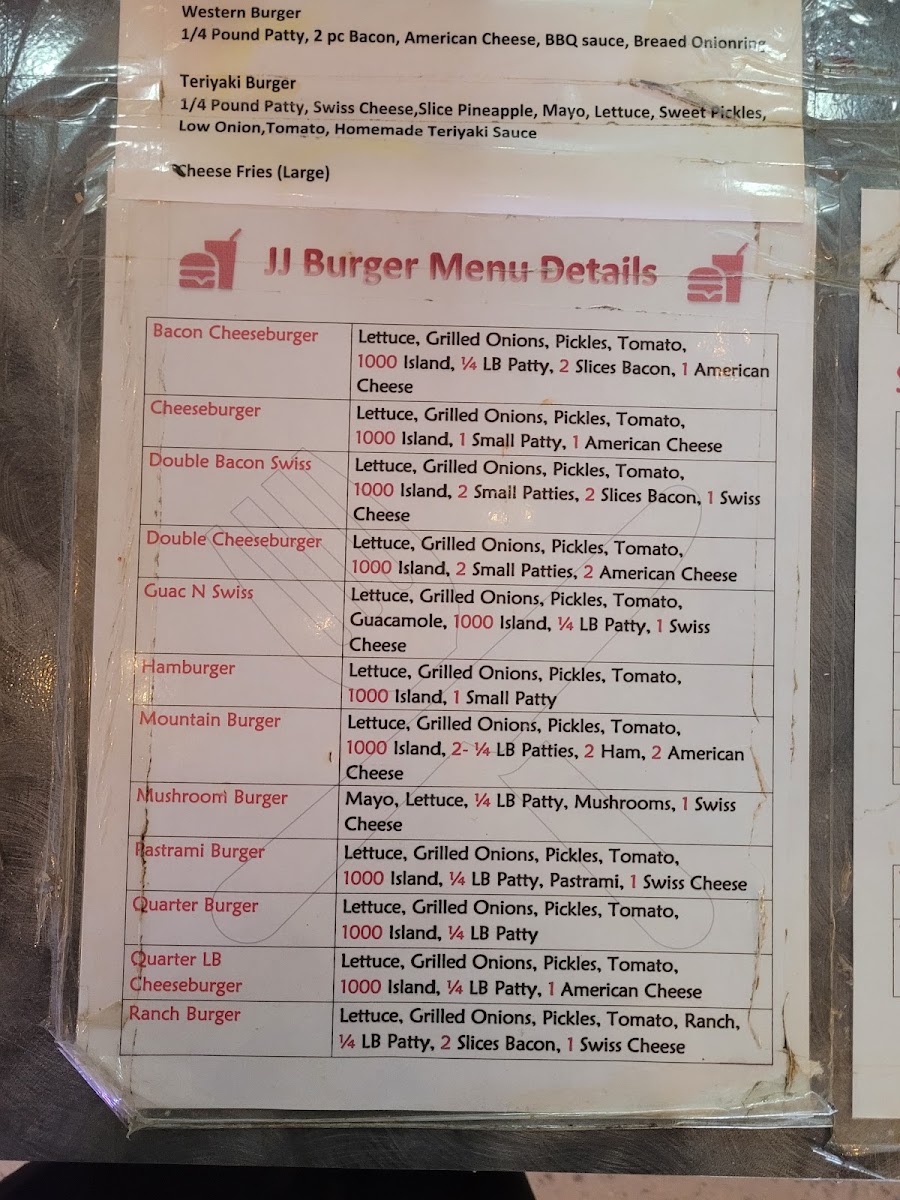 Western Burger
1/4 Pound Patty, 2 pc Bacon, American Cheese, BBQ sauce, Breaed Onionring
Teriyaki Burger
1/4 Pound Patty, Swiss Cheese,Slice Pineapple, Mayo, Lettuce, Sweet Pickles,
Low Onion,Tomato, Homemade Teriyaki Sauce
Cheese Fries (Large)
JJ Burger Menu Details
Bacon Cheeseburger
Lettuce, Grilled Onions, Pickles, Tomato,
1000 Island, ¼ LB Patty, 2 Slices Bacon, 1 American
Cheese
Cheeseburger
Lettuce, Grilled Onions, Pickles, Tomato,
1000 Island, 1 Small Patty, 1 American Cheese
Double Bacon Swiss
Lettuce, Grilled Onions, Pickles, Tomato,
1000 Island, 2 Small Patties, 2 Slices Bacon, 1 Swiss
Cheese
Double Cheeseburger
Lettuce, Grilled Onions, Pickles, Tomato,
1000 Island, 2 Small Patties, 2 American Cheese
Guac N Swiss
Lettuce, Grilled Onions, Pickles, Tomato,
Guacamole, 1000 Island, ¼ LB Patty, 1 Swiss
Cheese
Hamburger
Lettuce, Grilled Onions, Pickles, Tomato,
1000 Island, 1 Small Patty
Mountain Burger
Lettuce, Grilled Onions, Pickles, Tomato,
1000 Island, 2- ¼ LB Patties, 2 Ham, 2 American
Cheese
Mushroom Burger
Mayo, Lettuce, ¼ LB Patty, Mushrooms, 1 Swiss
Cheese
Pastrami Burger
Lettuce, Grilled Onions, Pickles, Tomato,
1000 Island, ¼ LB Patty, Pastrami, 1 Swiss Cheese
Quarter Burger
Lettuce, Grilled Onions, Pickles, Tomato,
1000 Island, ¼ LB Patty
Quarter LB
Cheeseburger
Lettuce, Grilled Onions, Pickles, Tomato,
1000 Island, ¼ LB Patty, 1 American Cheese
Ranch Burger
Lettuce, Grilled Onions, Pickles, Tomato, Ranch,
¼ LB Patty, 2 Slices Bacon, 1 Swiss Cheese